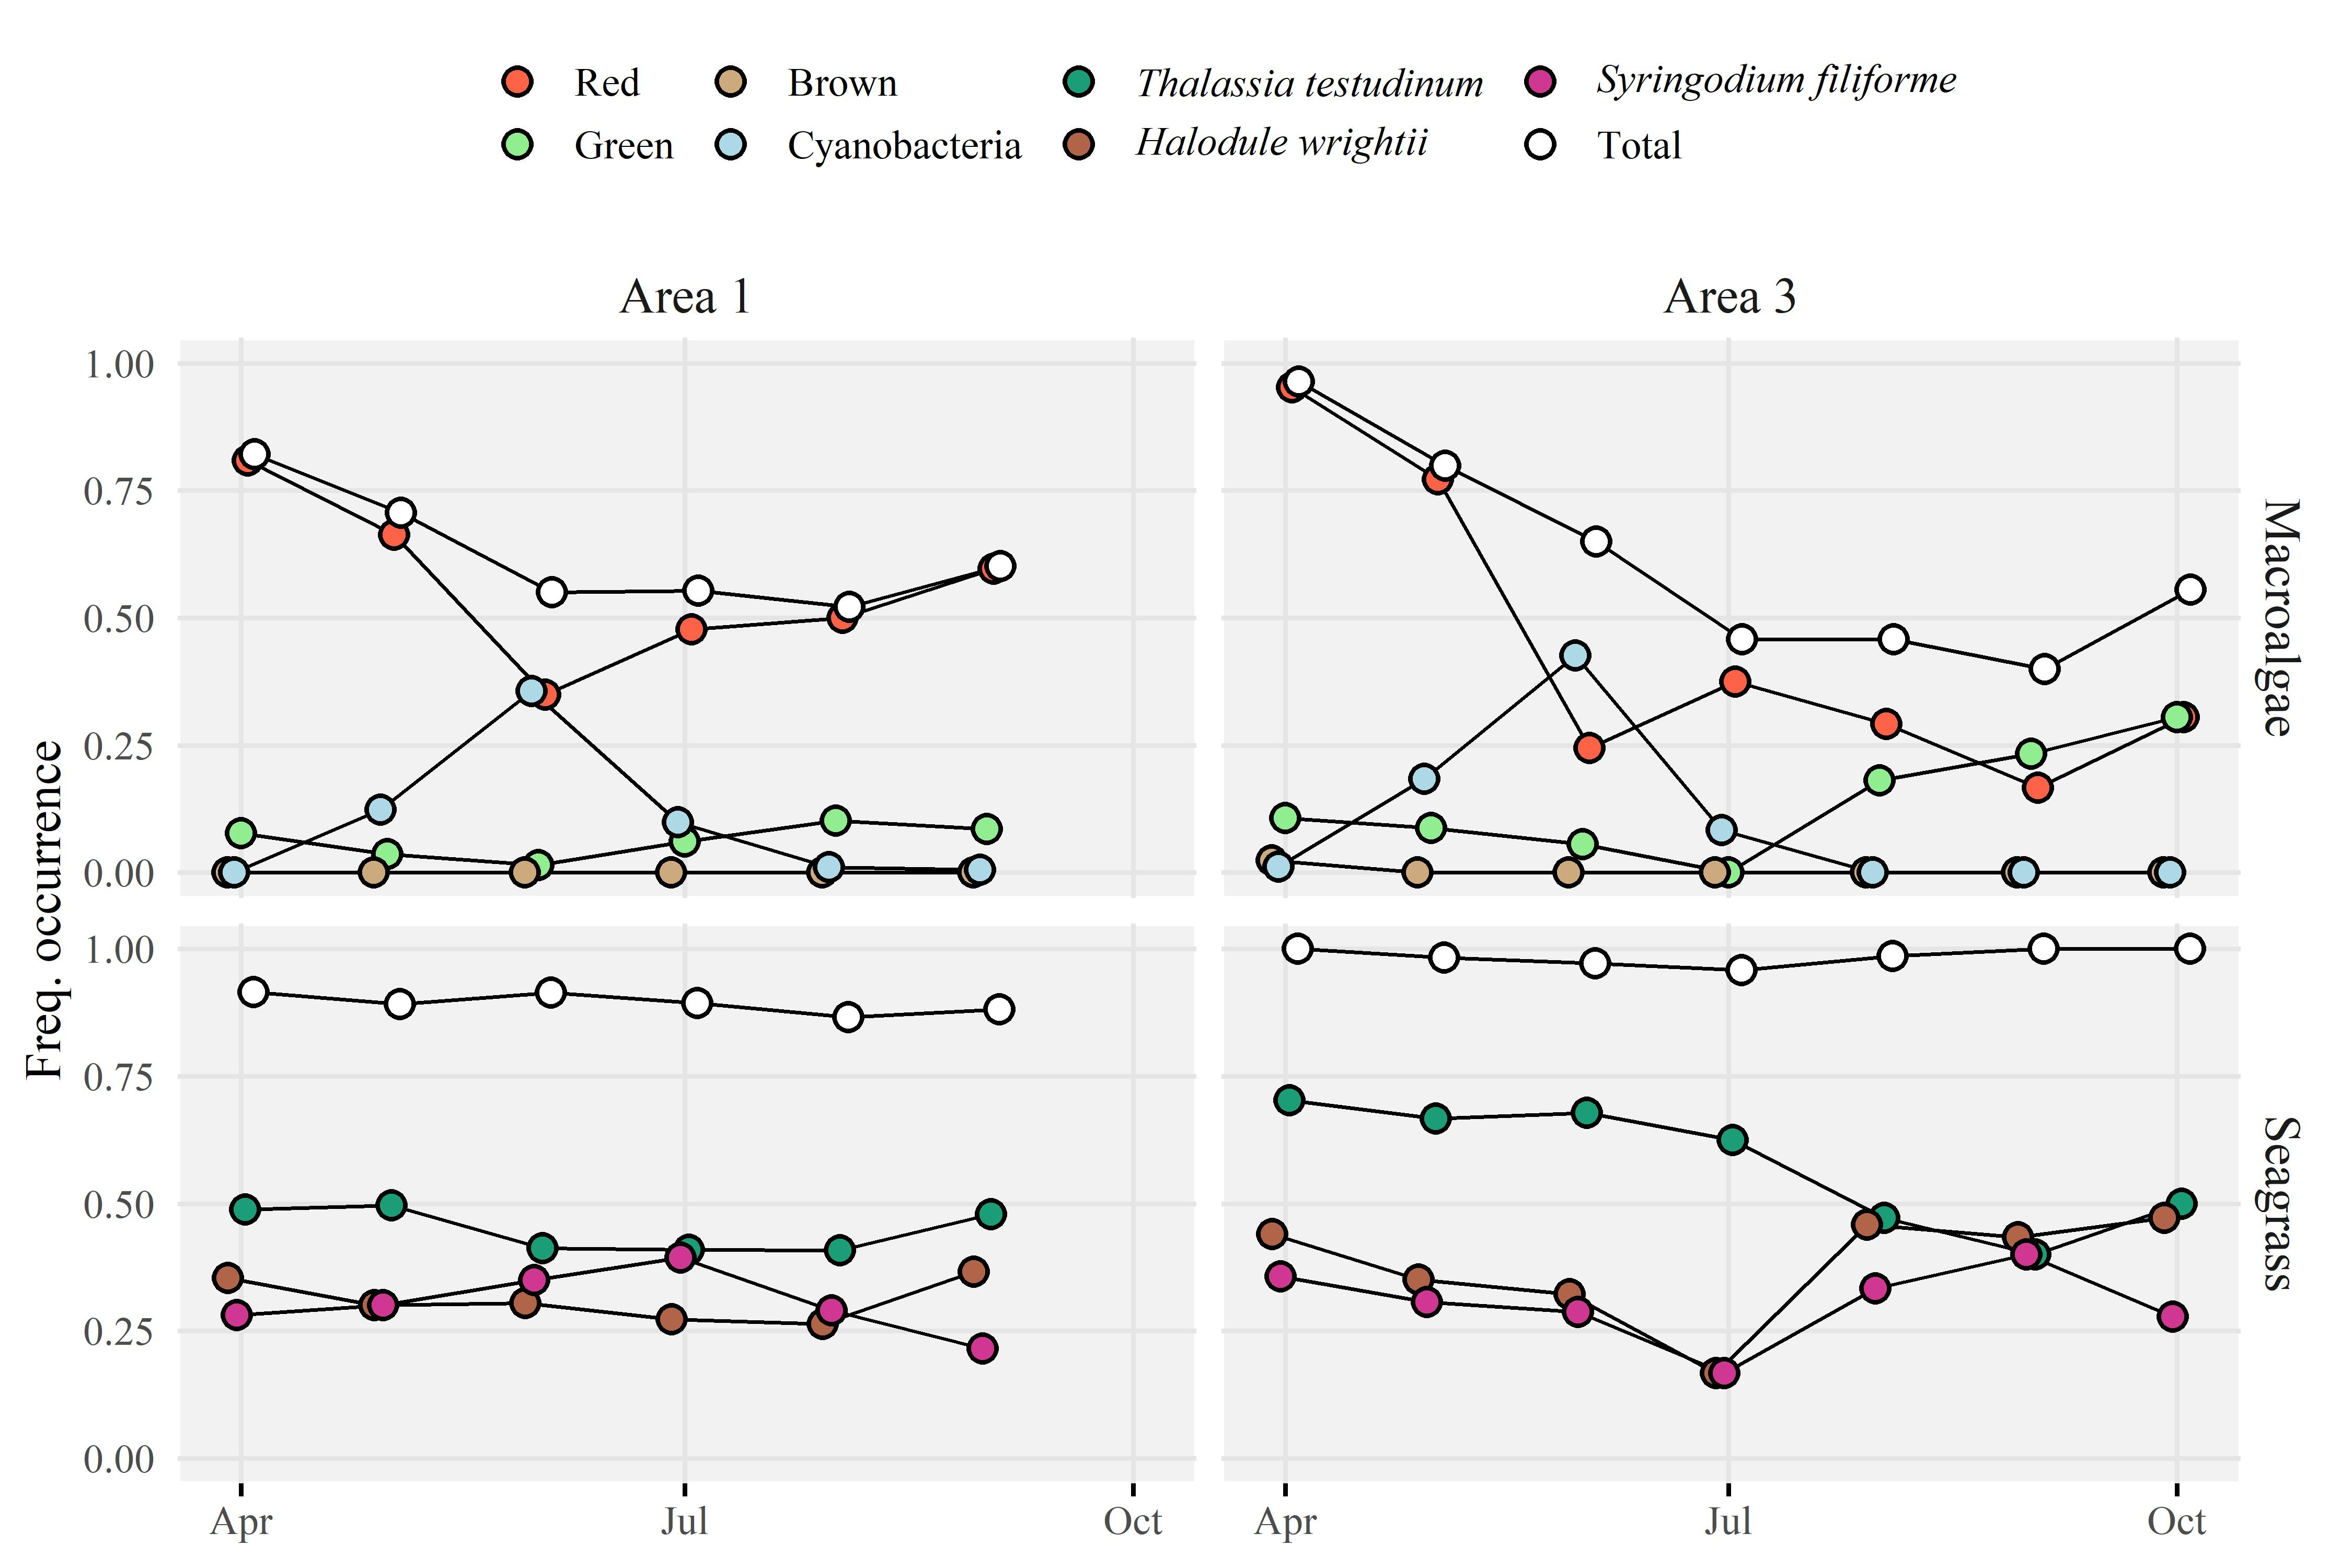 Red Brown Thalassia testudinum Syringodium filiforme
Green Cyanobacteria Halodule wrightii Total
Area 1 Area 3
1.00
0.75
0.50
0.25
0.00
Macroalgae
Freq. occurrence
1.00
0.75
0.50
0.25
0.00
Seagrass
Apr Jul Oct Apr Jul Oct